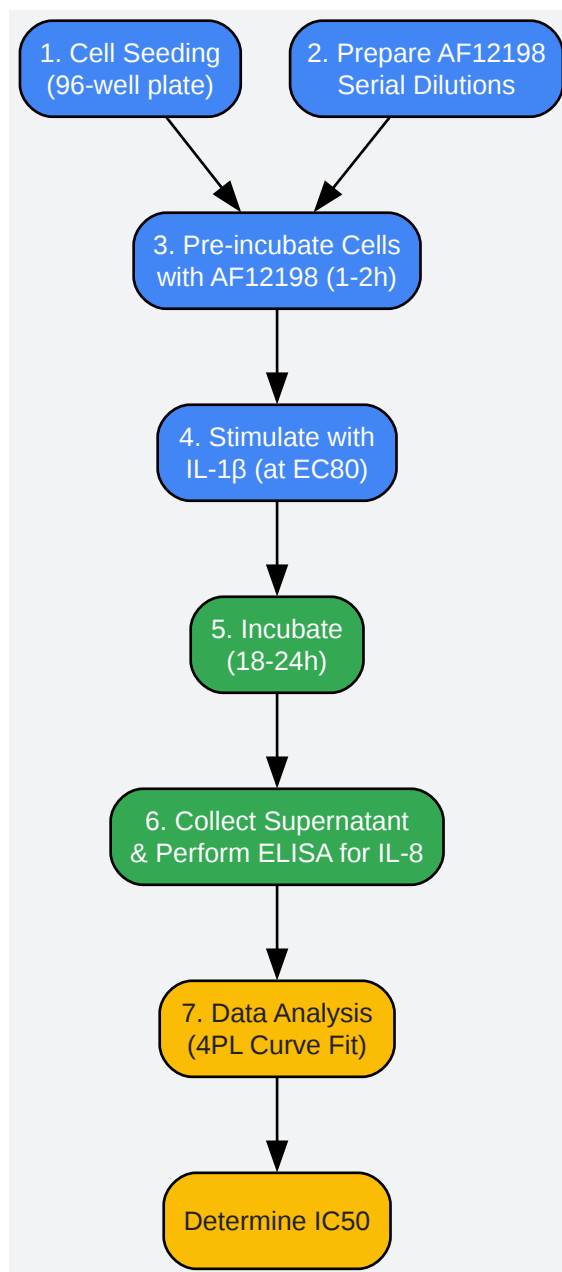 1. Cell Seeding
(96-well plate)
2. Prepare AF12198
Serial Dilutions
3. Pre-incubate Cells
with AF12198 (1-2h)
4. Stimulate with
IL-1β (at EC80)
5. Incubate
(18-24h)
6. Collect Supernatant
& Perform ELISA for IL-8
7. Data Analysis
(4PL Curve Fit)
Determine IC50